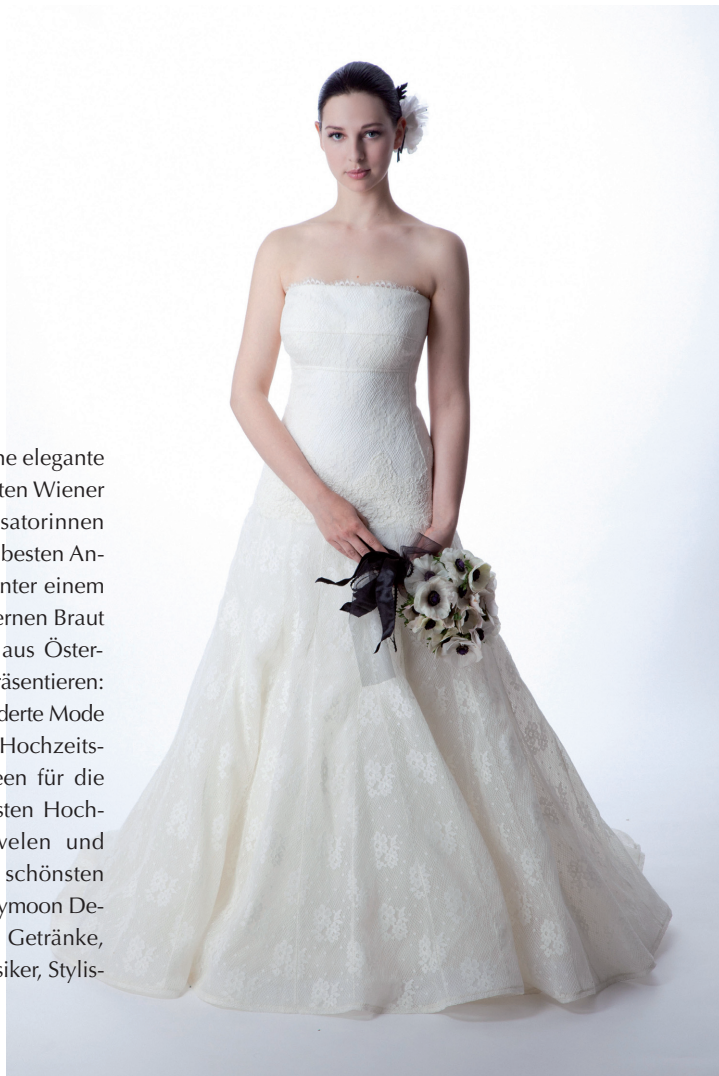 ne elegante
ten Wiener
satorinnen
besten An-
nter einem
ernen Braut
aus Öster-
räsentieren:
derte Mode
Hochzeits-
een für die
sten Hoch-
velen und
schönsten
ymoon De-
Getränke,
siker, Stylis-